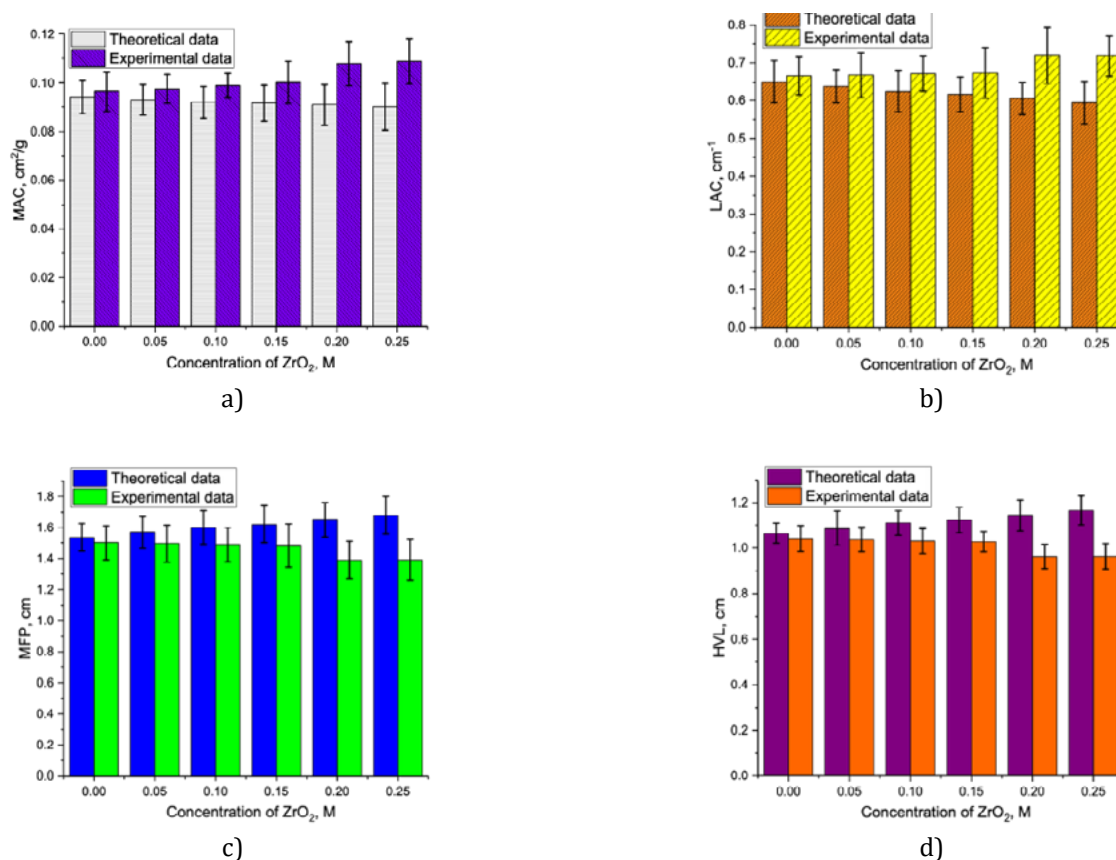 Theoretical data
Experimental data
0.12
0.10
0.08
0.06
0.04
0.02
0.00
MAC, cm²/g
0.00 0.05 0.10 0.15 0.20 0.25
Concentration of ZrO₂, M
a)
Theoretical data
Experimental data
0.8
0.7
0.6
0.5
0.4
0.3
0.2
0.1
0.0
LAC, cm⁻¹
0.00 0.05 0.10 0.15 0.20 0.25
Concentration of ZrO₂, M
b)
Theoretical data
Experimental data
1.8
1.6
1.4
1.2
1.0
0.8
0.6
0.4
0.2
0.0
MFP, cm
0.00 0.05 0.10 0.15 0.20 0.25
Concentration of ZrO₂, M
c)
Theoretical data
Experimental data
1.2
1.0
0.8
0.6
0.4
0.2
0.0
HVL, cm
0.00 0.05 0.10 0.15 0.20 0.25
Concentration of ZrO₂, M
d)